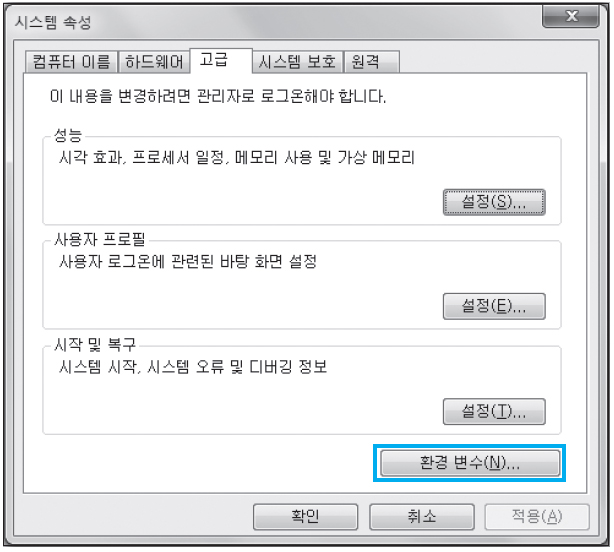 시스템 속성
X
컴퓨터 이름 하드웨어 고급 시스템 보호 원격
이 내용을 변경하려면 관리자로 로그온해야 합니다.
성능
시각 효과, 프로세서 일정, 메모리 사용 및 가상 메모리
설정(S)...
사용자 프로필
사용자 로그온에 관련된 바탕 화면 설정
설정(E)...
시작 및 복구
시스템 시작, 시스템 오류 및 디버깅 정보
설정(T)...
환경 변수(N)...
확인 취소 적용(A)